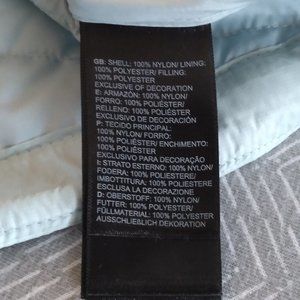 GB: SHELL: 100% NYLON/ LINING:
100% POLYESTER/ FILLING:
100% POLYESTER
EXCLUSIVE OF DECORATION
E: ARMAZÓN: 100% NYLON/
FORRO: 100% POLIÉSTER/
RELLENO: 100% POLIÉSTER
EXCLUSIVO DE DECORACIÓN
P: TECIDO PRINCIPAL:
100% NYLON/ FORRO:
100% POLIÉSTER/ ENCHIMENTO:
100% POLIÉSTER
EXCLUSIVO PARA DECORAÇÃO
I: STRATO ESTERNO: 100% NYLON/
FODERA: 100% POLIESTERE/
IMBOTTITURA: 100% POLIESTERE
ESCLUSA LA DECORAZIONE
D: OBERSTOFF: 100% NYLON/
FUTTER: 100% POLYESTER/
FÜLLMATERIAL: 100% POLYESTER
AUSSCHLIEßLICH DEKORATION